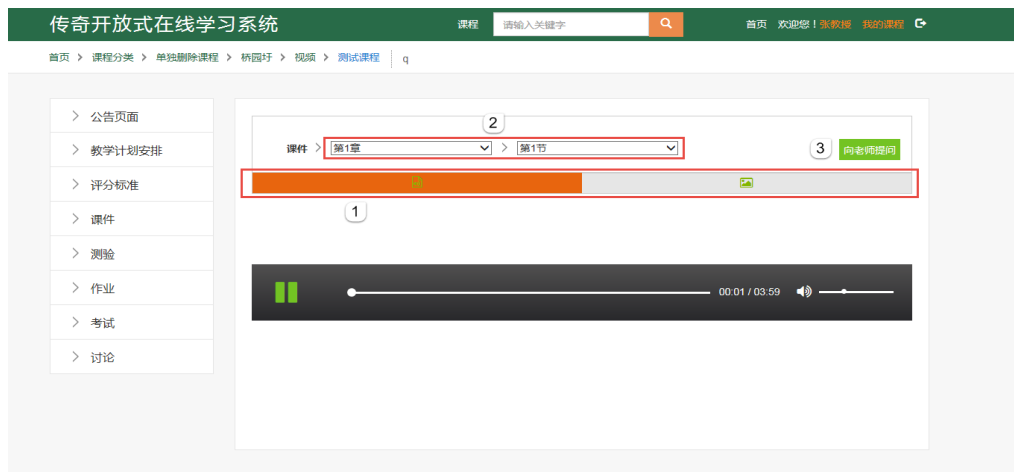 传奇开放式在线学习系统 课程 请输入关键字 首页 欢迎您！张教授 我的课程
首页 > 课程分类 > 单独删除课程 > 桥园圩 > 视频 > 测试课程 q
公告页面
教学计划安排
评分标准
课件
测验
作业
考试
讨论
2
课件 > 第1章 > 第1节 3 向老师提问
1
00:01 / 03:59